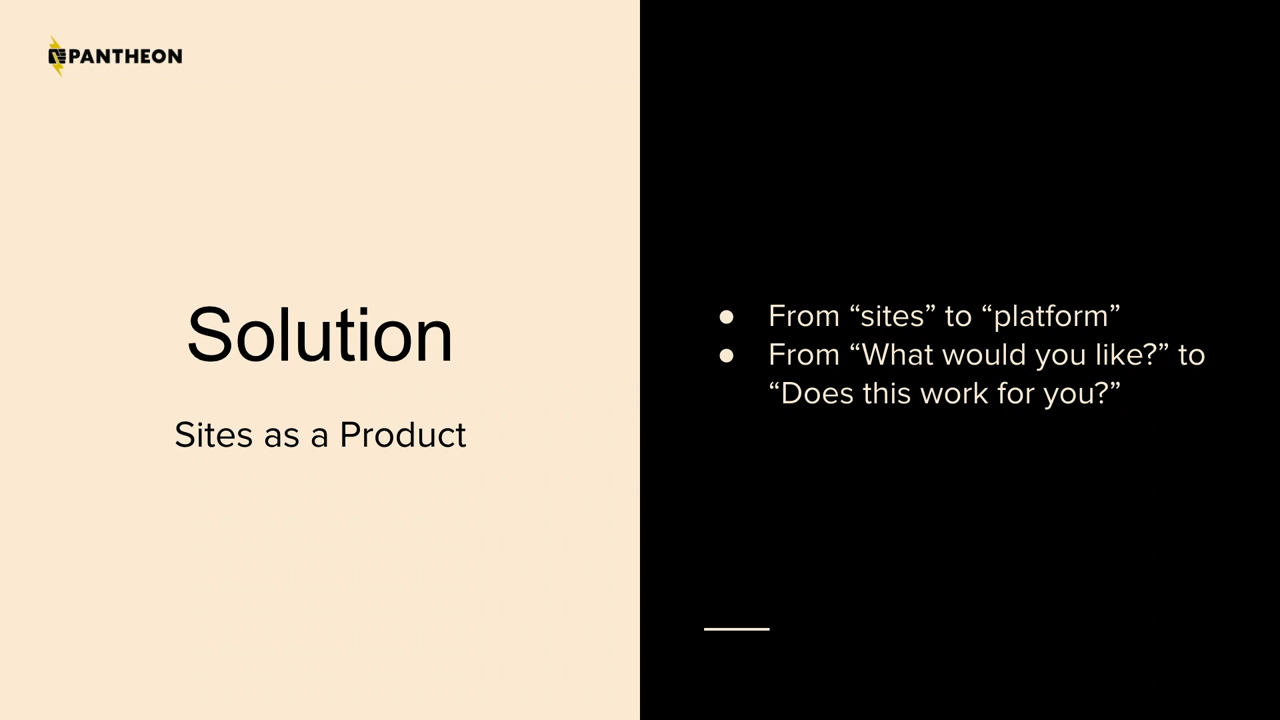 PANTHEON
Solution
Sites as a Product
● From “sites” to “platform”
● From “What would you like?” to
“Does this work for you?”